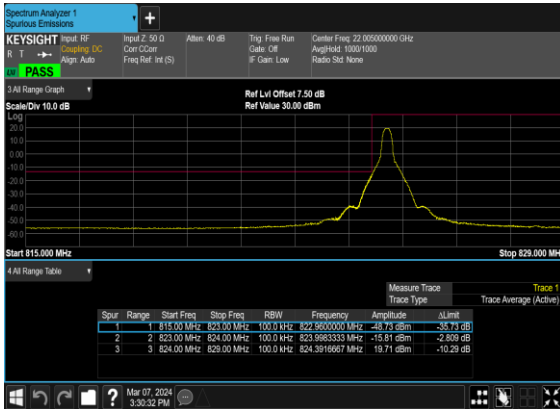 Spectrum Analyzer 1
Spurious Emissions
+
KEYSIGHT Input: RF Input Z: 50 Ω Atten: 40 dB Trig: Free Run Center Freq: 22.005000000 GHz
R T Coupling: DC Corr CCorr Gate: Off Avg|Hold: 1000/1000
Align: Auto Freq Ref: Int (S) IF Gain: Low Radio Std: None
PASS
3 All Range Graph
Ref Lvl Offset 7.50 dB
Scale/Div 10.0 dB Ref Value 30.00 dBm
Log
20.0
10.0
0.00
-10.0
-20.0
-30.0
-40.0
-50.0
-60.0
Start 815.000 MHz Stop 829.000 MH
4 All Range Table
Measure Trace Trace 1
Trace Type Trace Average (Active)
Spur Range Start Freq Stop Freq RBW Frequency Amplitude ΔLimit
1 1 815.00 MHz 823.00 MHz 100.0 kHz 822.9600000 MHz -48.73 dBm -35.73 dB
2 2 823.00 MHz 824.00 MHz 100.0 kHz 823.9983333 MHz -15.81 dBm -2.809 dB
3 3 824.00 MHz 829.00 MHz 100.0 kHz 824.3916667 MHz 19.71 dBm -10.29 dB
?
Mar 07, 2024
3:30:32 PM